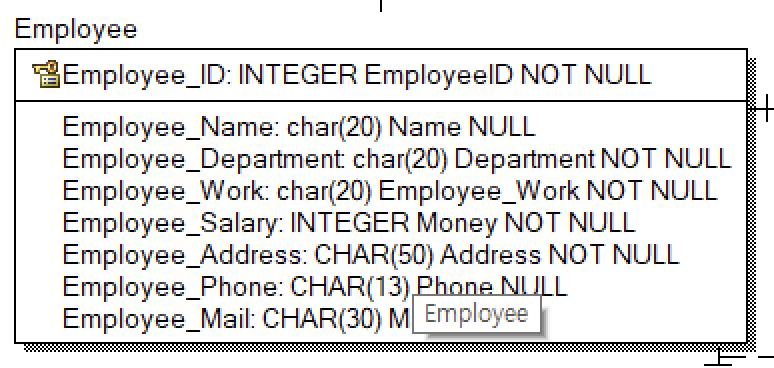 Employee
Employee_ID: INTEGER EmployeeID NOT NULL
Employee_Name: char(20) Name NULL
Employee_Department: char(20) Department NOT NULL
Employee_Work: char(20) Employee_Work NOT NULL
Employee_Salary: INTEGER Money NOT NULL
Employee_Address: CHAR(50) Address NOT NULL
Employee_Phone: CHAR(13) Phone NULL
Employee_Mail: CHAR(30) M
Employee